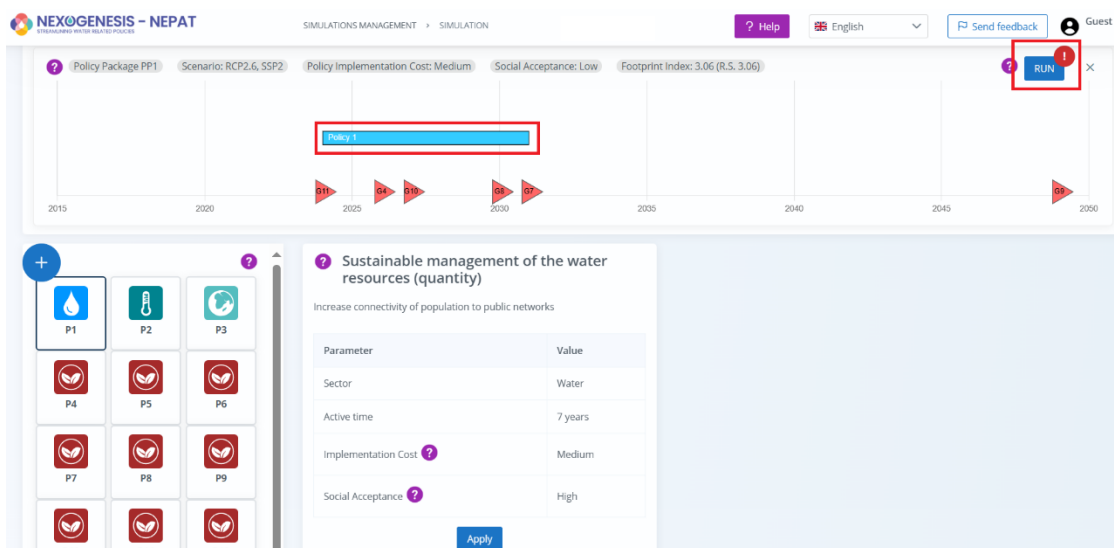 NEXOGENESIS - NEPAT
STREAMLINING WATER RELATED POLICIES
SIMULATIONS MANAGEMENT > SIMULATION
? Help
English
Send feedback
Guest
? Policy Package PP1 Scenario: RCP2.6, SSP2 Policy Implementation Cost: Medium Social Acceptance: Low Footprint Index: 3.06 (R.S. 3.06) ? RUN ! ×
Policy 1
G11 G4 G10 G8 G7 G9
2015 2020 2025 2030 2035 2040 2045 2050
+ ?
P1 P2 P3
P4 P5 P6
P7 P8 P9
? Sustainable management of the water
resources (quantity)
Increase connectivity of population to public networks
Parameter Value
Sector Water
Active time 7 years
Implementation Cost ? Medium
Social Acceptance ? High
Apply